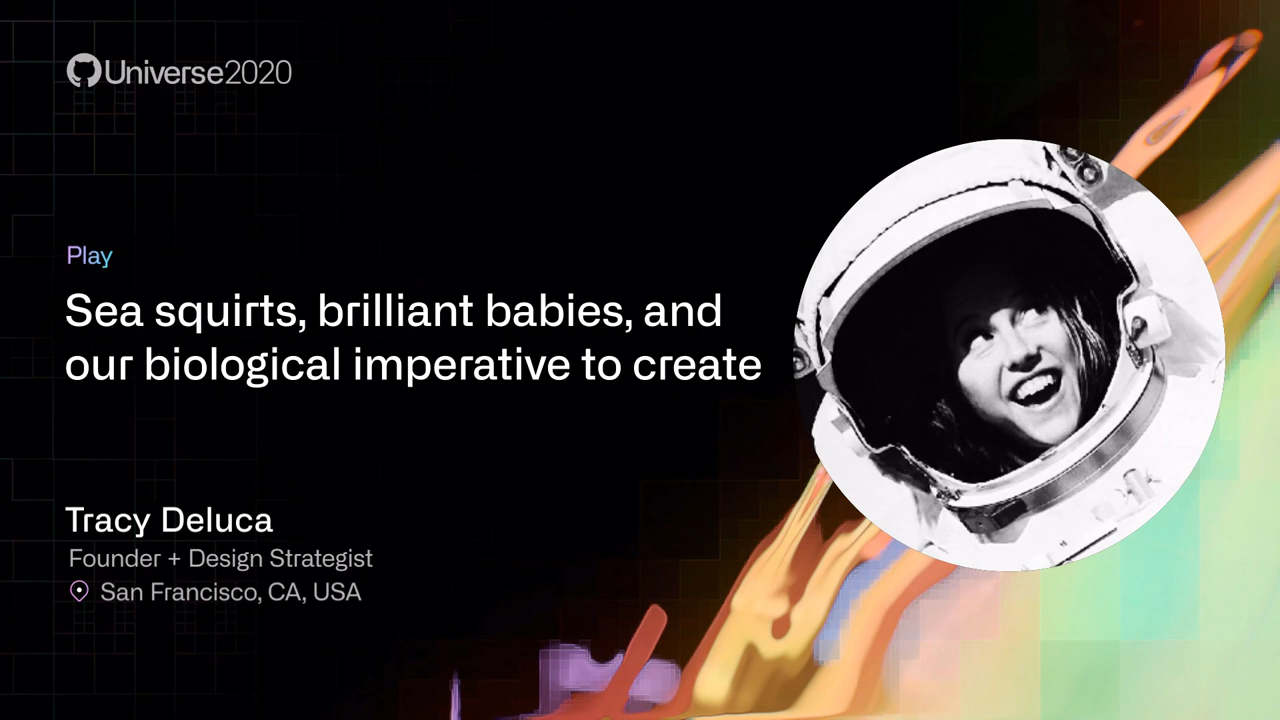 Universe2020
Play
Sea squirts, brilliant babies, and
our biological imperative to create
Tracy Deluca
Founder + Design Strategist
San Francisco, CA, USA